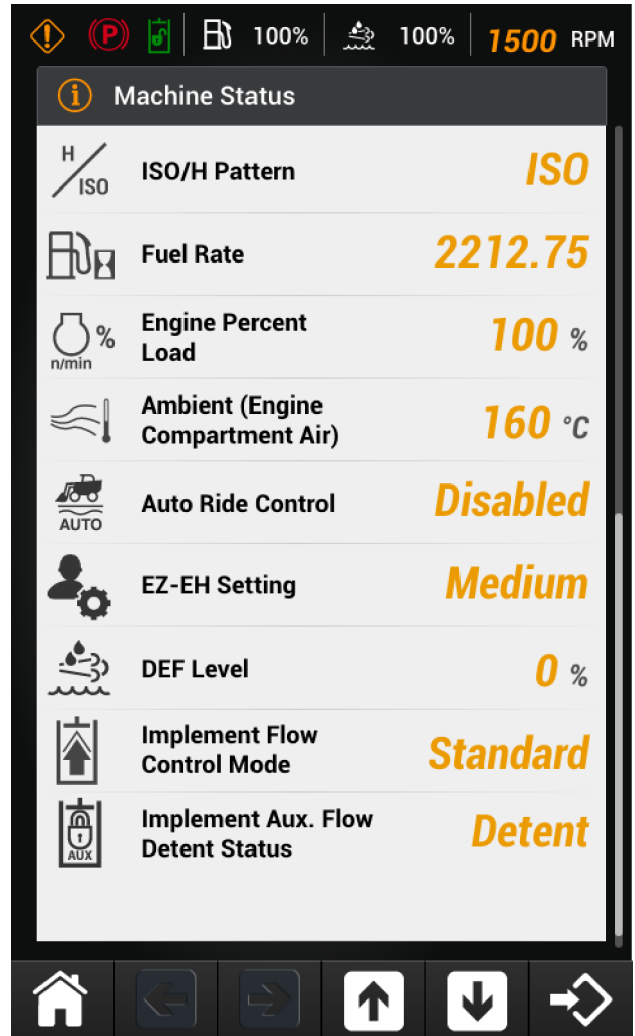 (P) 100% 100% 1500 RPM
i Machine Status
H/ISO ISO/H Pattern ISO
Fuel Rate 2212.75
n/min % Engine Percent
Load 100 %
Ambient (Engine
Compartment Air) 160 °C
AUTO Auto Ride Control Disabled
EZ-EH Setting Medium
DEF Level 0 %
Implement Flow
Control Mode Standard
AUX Implement Aux. Flow
Detent Status Detent